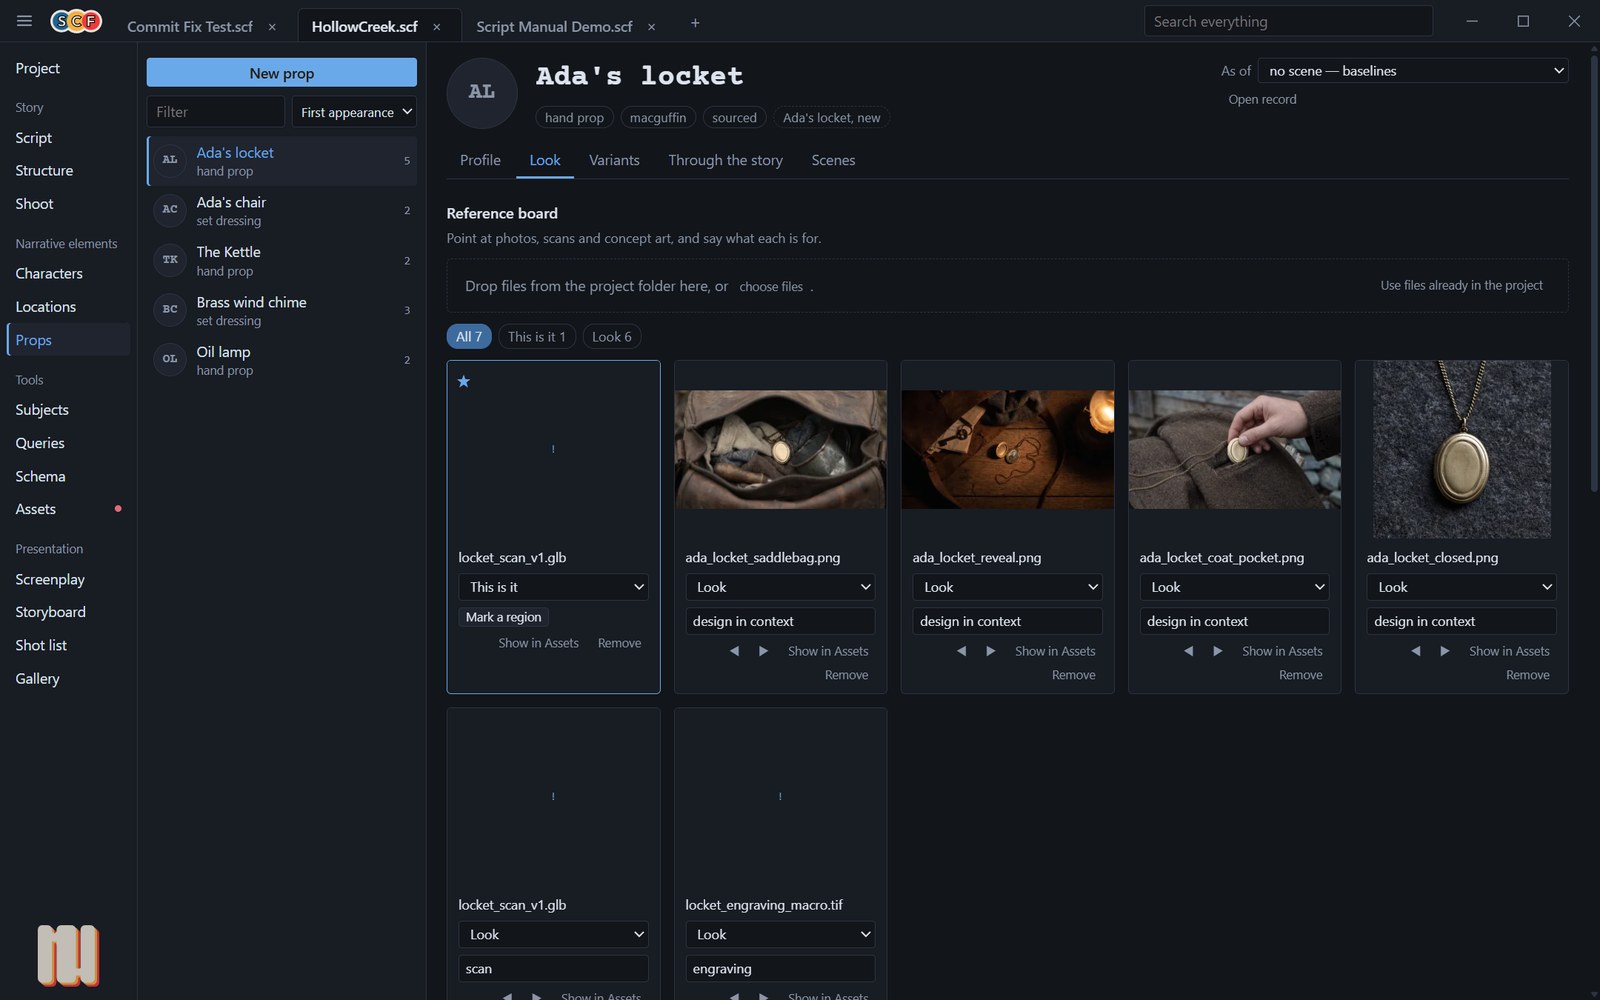 SCF
Commit Fix Test.scf ×
HollowCreek.scf ×
Script Manual Demo.scf ×
+
Search everything
Project
Story
Script
Structure
Shoot
Narrative elements
Characters
Locations
Props
Tools
Subjects
Queries
Schema
Assets
Presentation
Screenplay
Storyboard
Shot list
Gallery
New prop
Filter
First appearance
AL
Ada's locket
hand prop
5
AC
Ada's chair
set dressing
2
TK
The Kettle
hand prop
2
BC
Brass wind chime
set dressing
3
OL
Oil lamp
hand prop
2
AL
Ada's locket
hand prop
macguffin
sourced
Ada's locket, new
As of
no scene — baselines
Open record
Profile
Look
Variants
Through the story
Scenes
Reference board
Point at photos, scans and concept art, and say what each is for.
Drop files from the project folder here, or choose files .
Use files already in the project
All 7
This is it 1
Look 6
!
locket_scan_v1.glb
This is it
Mark a region
Show in Assets
Remove
ada_locket_saddlebag.png
Look
design in context
Show in Assets
Remove
ada_locket_reveal.png
Look
design in context
Show in Assets
Remove
ada_locket_coat_pocket.png
Look
design in context
Show in Assets
Remove
ada_locket_closed.png
Look
design in context
Show in Assets
Remove
!
locket_scan_v1.glb
Look
scan
Show in Assets
!
locket_engraving_macro.tif
Look
engraving
Show in Assets